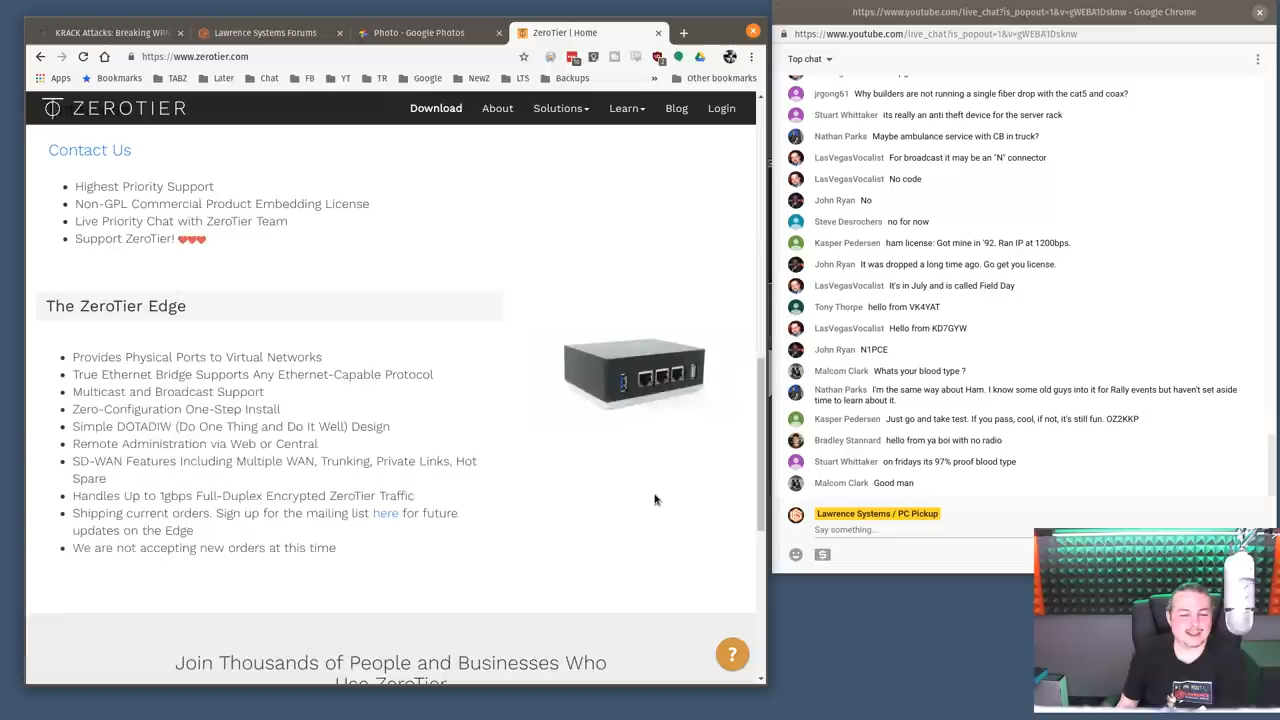 KRACK Attacks: Breaking WPA
Lawrence Systems Forums
Photo - Google Photos
ZeroTier | Home
https://www.zerotier.com
Apps
Bookmarks
TABZ
Later
Chat
FB
YT
TR
Google
NewZ
LTS
Backups
»
Other bookmarks
ZEROTIER
Download
About
Solutions
Learn
Blog
Login
Contact Us
Highest Priority Support
Non-GPL Commercial Product Embedding License
Live Priority Chat with ZeroTier Team
Support ZeroTier!
The ZeroTier Edge
Provides Physical Ports to Virtual Networks
True Ethernet Bridge Supports Any Ethernet-Capable Protocol
Multicast and Broadcast Support
Zero-Configuration One-Step Install
Simple DOTADIW (Do One Thing and Do It Well) Design
Remote Administration via Web or Central
SD-WAN Features Including Multiple WAN, Trunking, Private Links, Hot
Spare
Handles Up to 1gbps Full-Duplex Encrypted ZeroTier Traffic
Shipping current orders. Sign up for the mailing list here for future
updates on the Edge
We are not accepting new orders at this time
Join Thousands of People and Businesses Who
Use ZeroTier
?
https://www.youtube.com/live_chat?is_popout=1&v=gWEBA1Dsknw - Google Chrome
https://www.youtube.com/live_chat?is_popout=1&v=gWEBA1Dsknw
Top chat
jrgong61 Why builders are not running a single fiber drop with the cat5 and coax?
Stuart Whittaker its really an anti theft device for the server rack
Nathan Parks Maybe ambulance service with CB in truck?
LasVegasVocalist For broadcast it may be an "N" connector
LasVegasVocalist No code
John Ryan No
Steve Desrochers no for now
Kasper Pedersen ham license: Got mine in '92. Ran IP at 1200bps.
John Ryan It was dropped a long time ago. Go get you license.
LasVegasVocalist It's in July and is called Field Day
Tony Thorpe hello from VK4YAT
LasVegasVocalist Hello from KD7GYW
John Ryan N1PCE
Malcom Clark Whats your blood type ?
Nathan Parks I'm the same way about Ham. I know some old guys into it for Rally events but haven't set aside
time to learn about it.
Kasper Pedersen Just go and take test. If you pass, cool, if not, it's still fun. OZ2KKP
Bradley Stannard hello from ya boi with no radio
Stuart Whittaker on fridays its 97% proof blood type
Malcom Clark Good man
Lawrence Systems / PC Pickup
Say something...